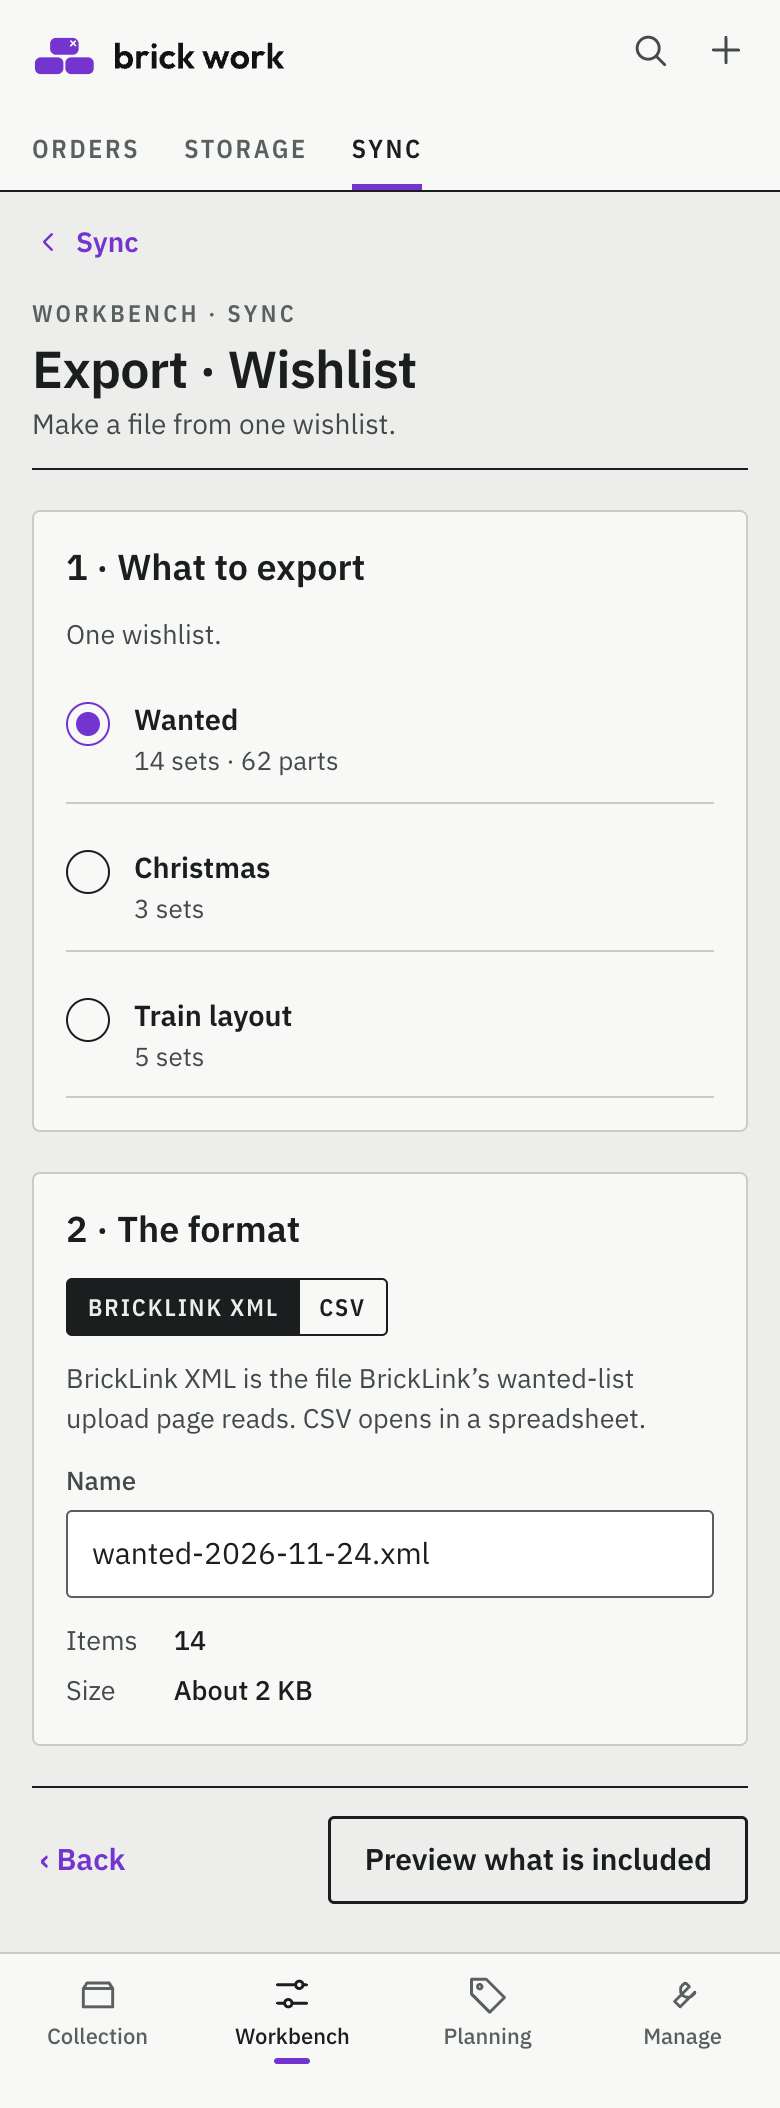 brick work
ORDERS STORAGE SYNC
Sync
WORKBENCH · SYNC
Export · Wishlist
Make a file from one wishlist.
1 · What to export
One wishlist.
Wanted
14 sets · 62 parts
Christmas
3 sets
Train layout
5 sets
2 · The format
BRICKLINK XML CSV
BrickLink XML is the file BrickLink’s wanted-list
upload page reads. CSV opens in a spreadsheet.
Name
wanted-2026-11-24.xml
Items 14
Size About 2 KB
‹ Back Preview what is included
Collection Workbench Planning Manage